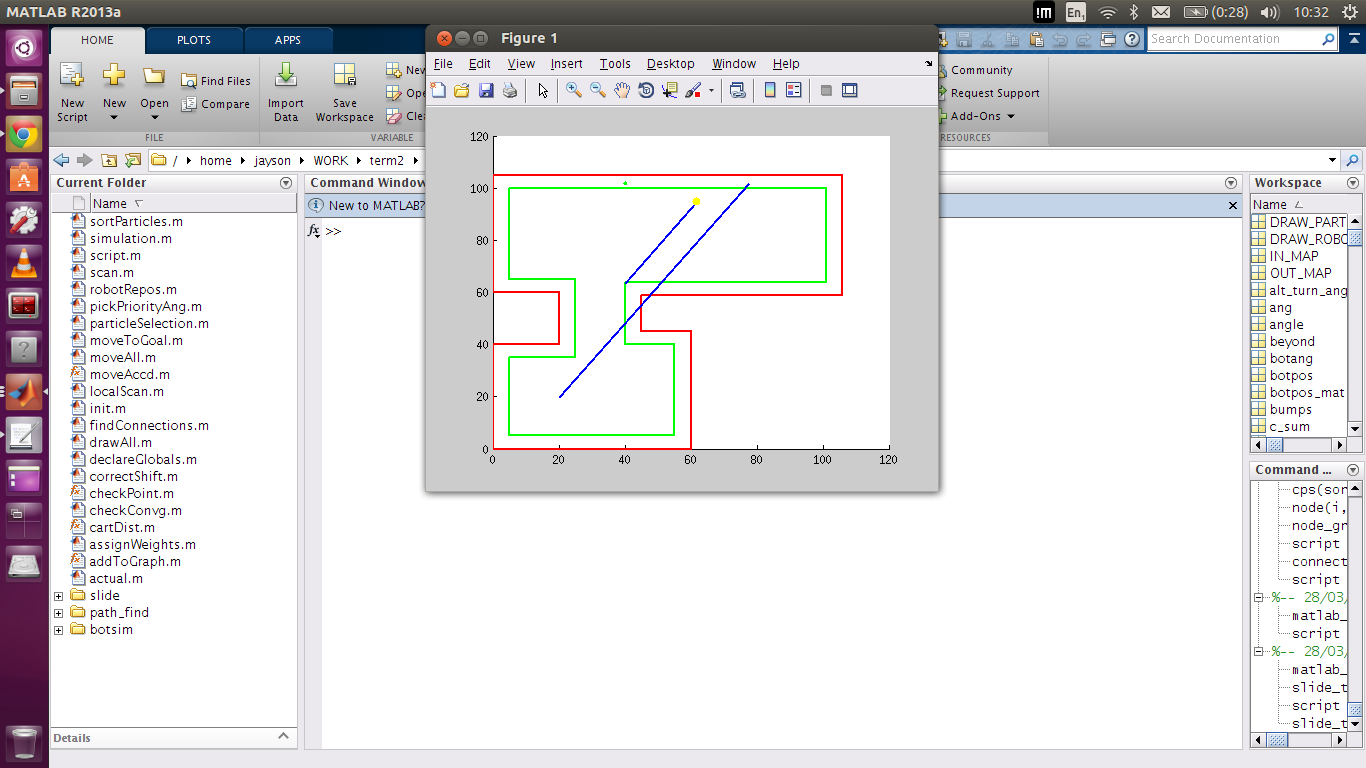 MATLAB R2013a
En1
(0:28)
10:32
HOME
PLOTS
APPS
Search Documentation
New Script
New
Open
Find Files
Compare
Import Data
Save Workspace
New
Clea
Community
Request Support
Add-Ons
FILE
VARIABLE
RESOURCES
/ home jayson WORK term2
Figure 1
File Edit View Insert Tools Desktop Window Help
120
100
80
60
40
20
0
0 20 40 60 80 100 120
Current Folder
Name
sortParticles.m
simulation.m
script.m
scan.m
robotRepos.m
pickPriorityAng.m
particleSelection.m
moveToGoal.m
moveAll.m
moveAccd.m
localScan.m
init.m
findConnections.m
drawAll.m
declareGlobals.m
correctShift.m
checkPoint.m
checkConvg.m
cartDist.m
assignWeights.m
addToGraph.m
actual.m
slide
path_find
botsim
Details
Command Window
New to MATLAB?
fx >>
Workspace
Name
DRAW_PART
DRAW_ROBO
IN_MAP
OUT_MAP
alt_turn_ang
ang
angle
beyond
botang
botpos
botpos_mat
bumps
c_sum
Command ...
cps(sor
node(i,
node_gr
script
connect
script
%-- 28/03/
matlab_
script
%-- 28/03/
matlab_
slide_t
script
slide_t